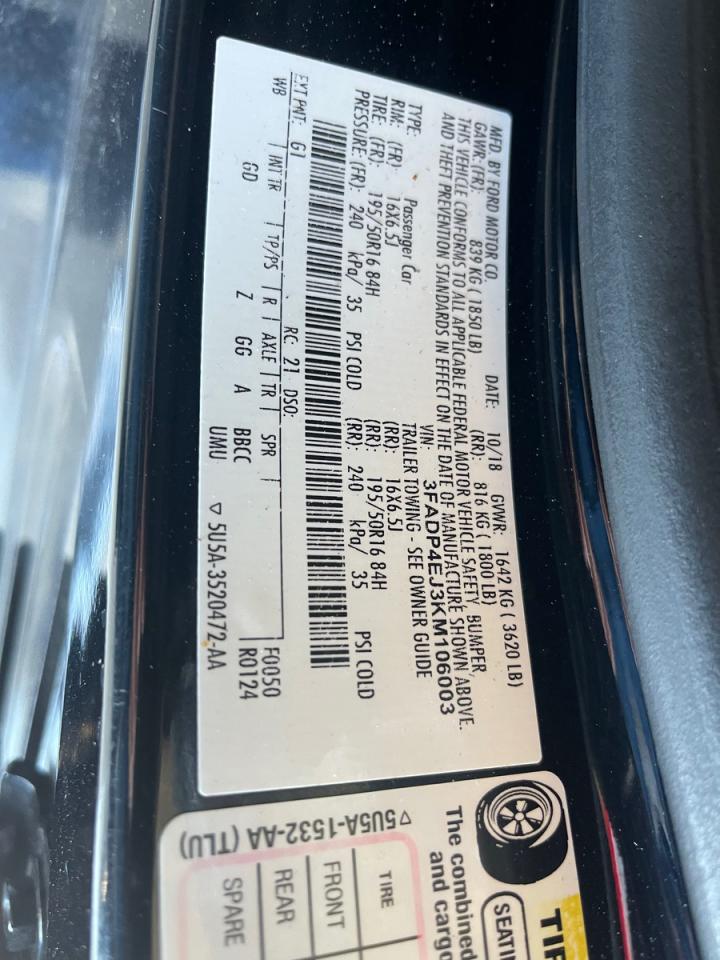 MFD. BY FORD MOTOR CO.
DATE: 10/18 GVWR: 1642 KG ( 3620 LB)
GAWR:(FR): 839 KG ( 1850 LB) (RR): 816 KG ( 1800 LB)
THIS VEHICLE CONFORMS TO ALL APPLICABLE FEDERAL MOTOR VEHICLE SAFETY, BUMPER,
AND THEFT PREVENTION STANDARDS IN EFFECT ON THE DATE OF MANUFACTURE SHOWN ABOVE.
VIN: 3FADP4EJ3KM106003
TYPE: Passenger Car TRAILER TOWING - SEE OWNER GUIDE
RIM: (FR): 16X6.5J (RR): 16X6.5J
TIRE: (FR): 195/50R16 84H (RR): 195/50R16 84H
PRESSURE: (FR): 240 kPa/ 35 PSI COLD (RR): 240 kPa/ 35 PSI COLD
EXT PNT: G1 RC: 21 DSO: F0050
WB | INT TR | TP/PS | R | AXLE | TR | SPR | R0124
GD Z GG A BBCC
UMU ▽ 5U5A-3520472-AA
TIR
SEATI
The combined
and cargo
TIRE
FRONT
REAR
SPARE
▽5U5A-1532-AA (TLU)